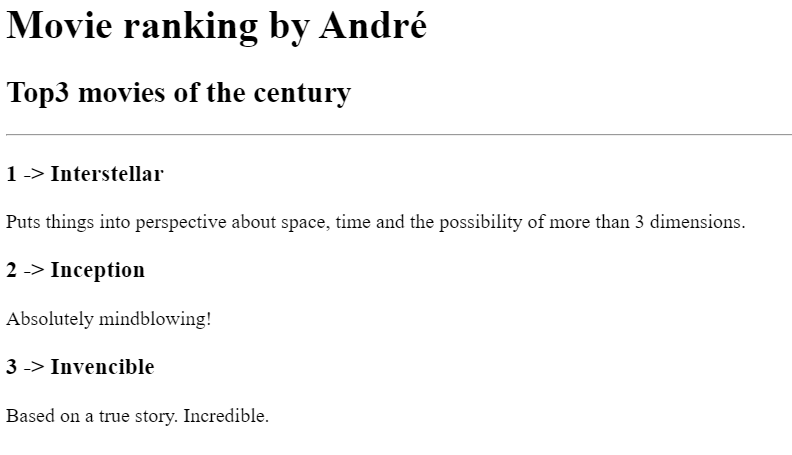 Movie ranking by André
Top3 movies of the century
1 -> Interstellar
Puts things into perspective about space, time and the possibility of more than 3 dimensions.
2 -> Inception
Absolutely mindblowing!
3 -> Invencible
Based on a true story. Incredible.